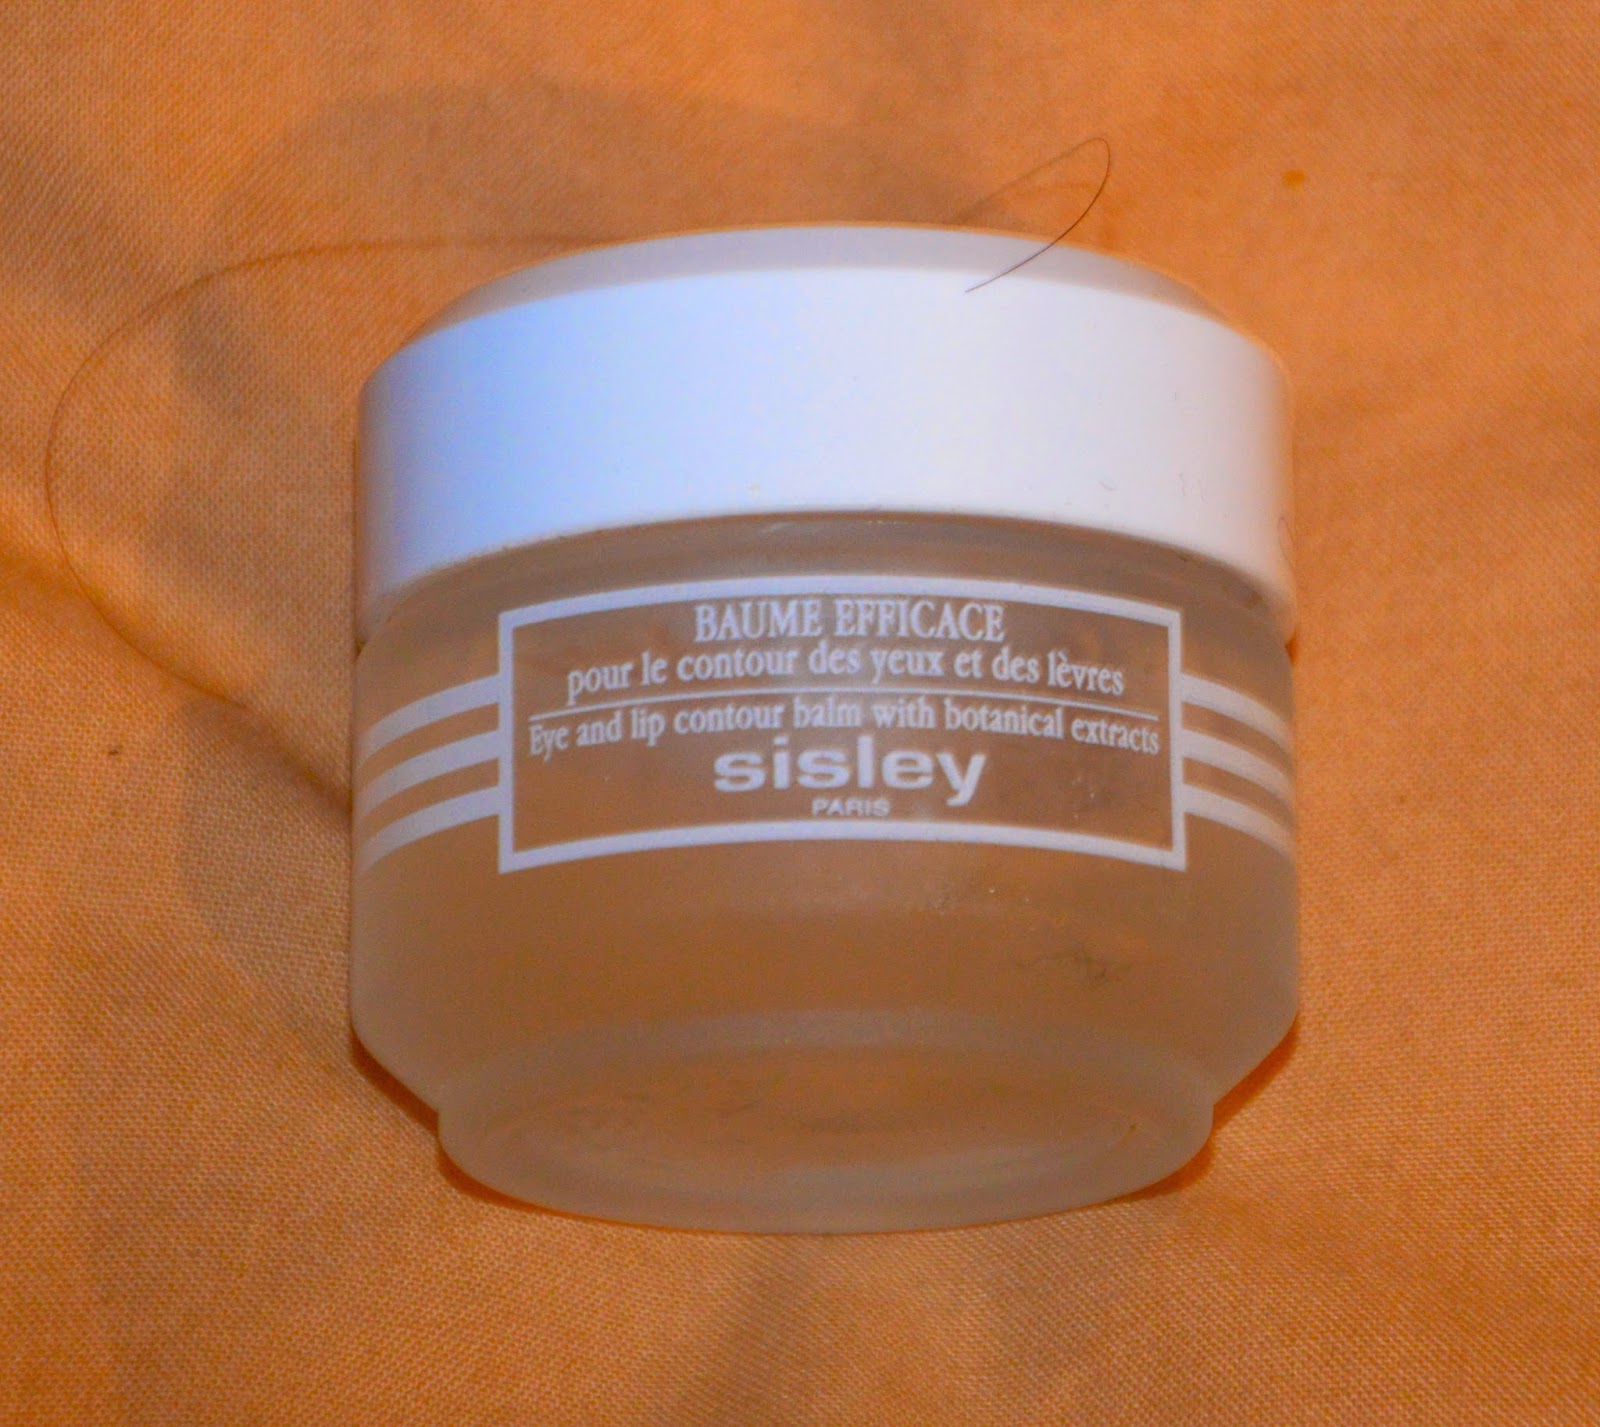 BAUME EFFICACE
pour le contour des yeux et des lèvres
Eye and lip contour balm with botanical extracts
sisley
PARIS